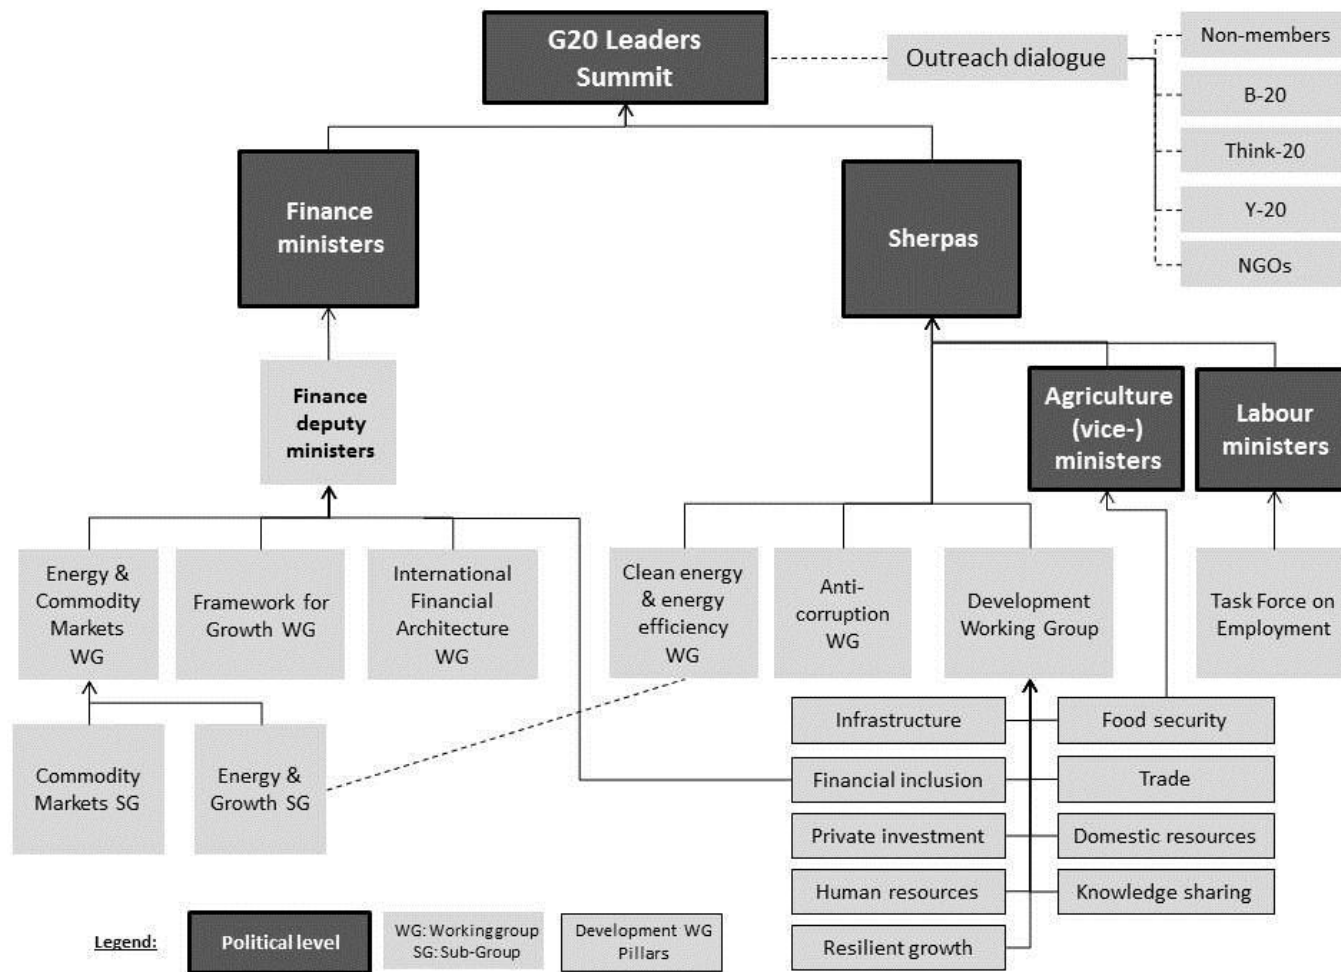 G20 Leaders
Summit
Outreach dialogue
Non-members
B-20
Think-20
Y-20
NGOs
Finance
ministers
Sherpas
Finance
deputy
ministers
Agriculture
(vice-)
ministers
Labour
ministers
Energy &
Commodity
Markets
WG
Framework for
Growth WG
International
Financial
Architecture
WG
Clean energy
& energy
efficiency
WG
Anti-
corruption
WG
Development
Working Group
Task Force on
Employment
Commodity
Markets SG
Energy &
Growth SG
Infrastructure
Food security
Financial inclusion
Trade
Private investment
Domestic resources
Human resources
Knowledge sharing
Resilient growth
Legend:
Political level
WG: Working group
SG: Sub-Group
Development WG
Pillars